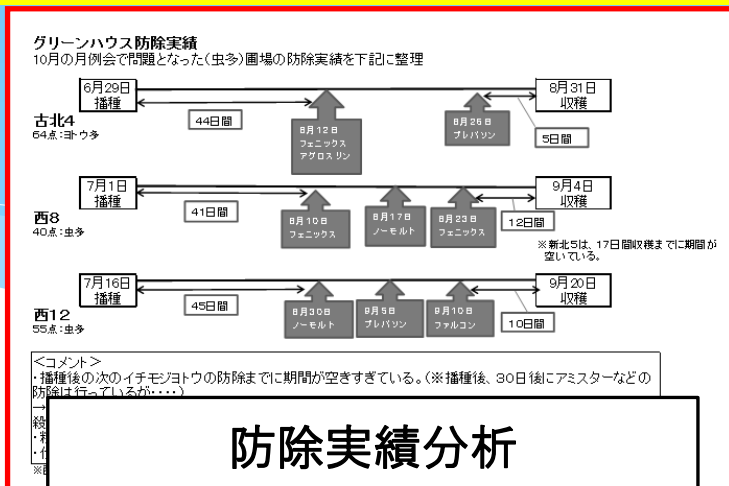 グリーンハウス防除実績
10月の月例会で問題となった(虫多)圃場の防除実績を下記に整理
6月29日
播種
8月31日
収穫
44日間
古北4
64点:ヨトウ多
8月12日
フェニックス
アグロスリン
8月26日
プレバソン
5日間
7月1日
播種
9月4日
収穫
41日間
西8
40点:虫多
8月10日
フェニックス
8月17日
ノーモルト
8月23日
フェニックス
12日間
※新北5は、17日間収穫までに期間が
空いている。
7月16日
播種
9月20日
収穫
45日間
西12
55点:虫多
8月30日
ノーモルト
9月5日
プレバソン
9月10日
ファルコン
10日間
<コメント>
・播種後の次のイチモジヨトウの防除までに期間が空きすぎている。(※播種後、30日後にアミスターなどの
防除は行っているが・・・・)
防除実績分析